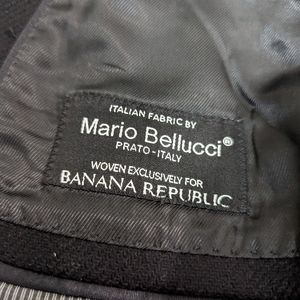 ITALIAN FABRIC BY
Mario Bellucci®
PRATO-ITALY
WOVEN EXCLUSIVELY FOR
BANANA REPUBLIC